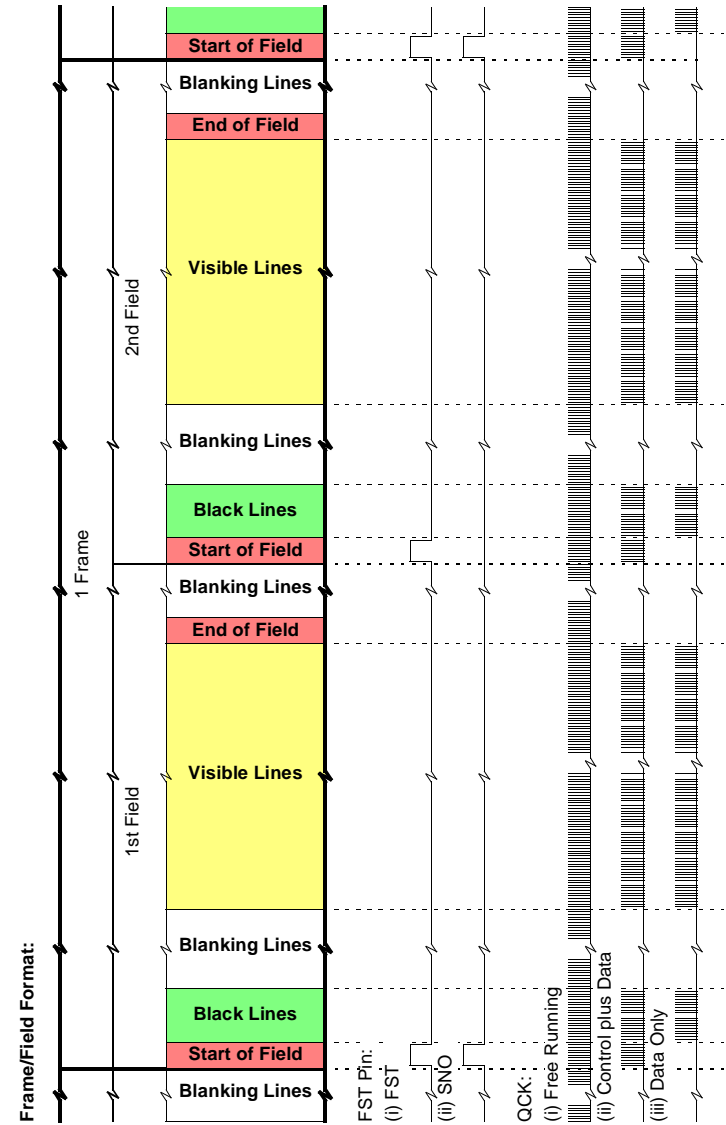 Start of Field
Blanking Lines
End of Field
Visible Lines
2nd Field
Blanking Lines
Black Lines
1 Frame
Start of Field
Blanking Lines
End of Field
Visible Lines
1st Field
Blanking Lines
Frame/Field Format:
Black Lines
Start of Field
Blanking Lines
FST Pin:
(i) FST
(ii) SNO
QCK:
(i) Free Running
(ii) Control plus Data
(iii) Data Only